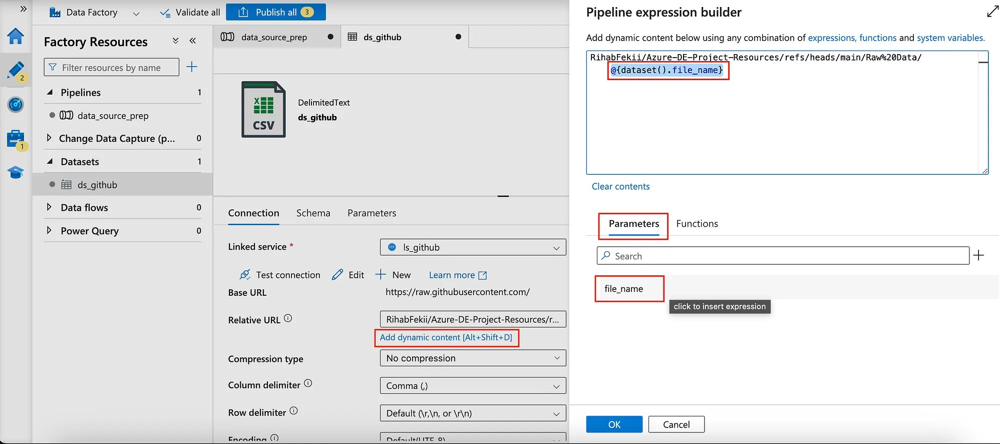 Data Factory
Validate all
Publish all 3
Factory Resources
Filter resources by name
2
1
Pipelines 1
data_source_prep
Change Data Capture (p... 0
Datasets 1
ds_github
Data flows 0
Power Query 0
data_source_prep
ds_github
X
CSV
DelimitedText
ds_github
Connection Schema Parameters
Linked service *
ls_github
Test connection Edit New Learn more
Base URL https://raw.githubusercontent.com/
Relative URL RihabFekii/Azure-DE-Project-Resources/r...
Add dynamic content [Alt+Shift+D]
Compression type No compression
Column delimiter Comma (,)
Row delimiter Default (\r,\n, or \r\n)
Encoding Default(UTF-8)
Pipeline expression builder
Add dynamic content below using any combination of expressions, functions and system variables.
RihabFekii/Azure-DE-Project-Resources/refs/heads/main/Raw%20Data/
@{dataset().file_name}
Clear contents
Parameters Functions
Search
file_name
click to insert expression
OK Cancel